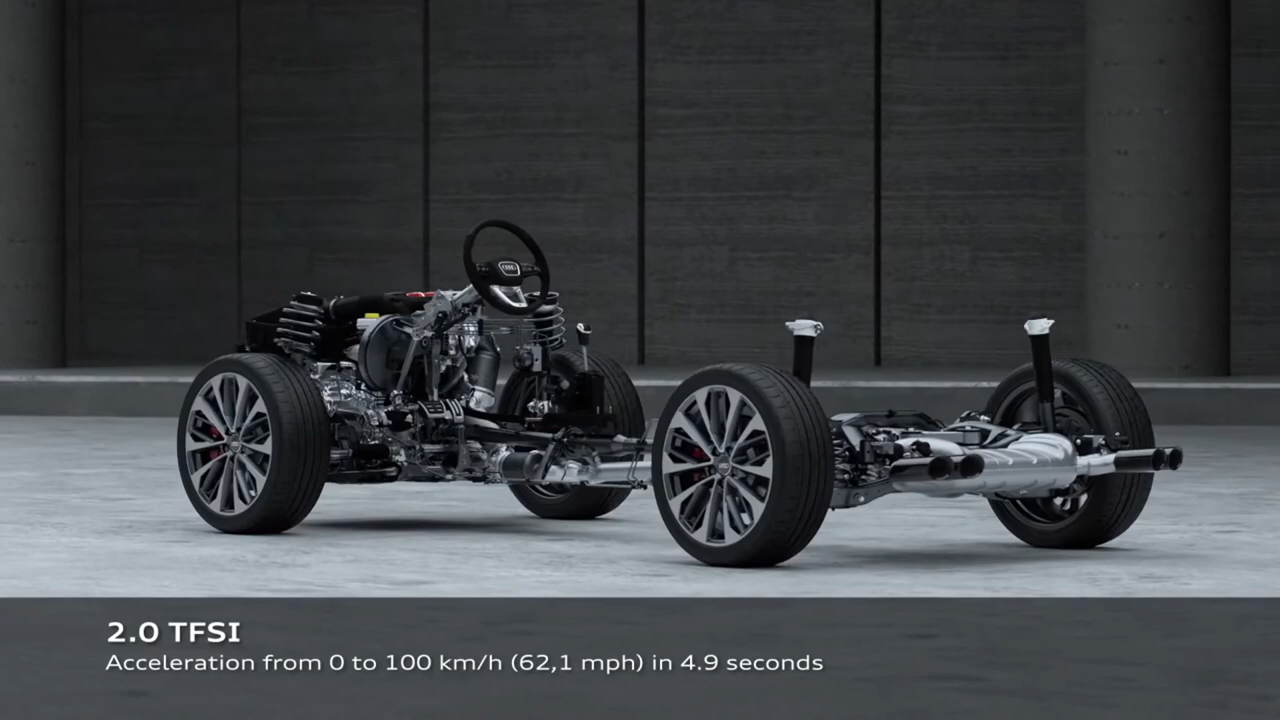 2.0 TFSI
Acceleration from 0 to 100 km/h (62,1 mph) in 4.9 seconds